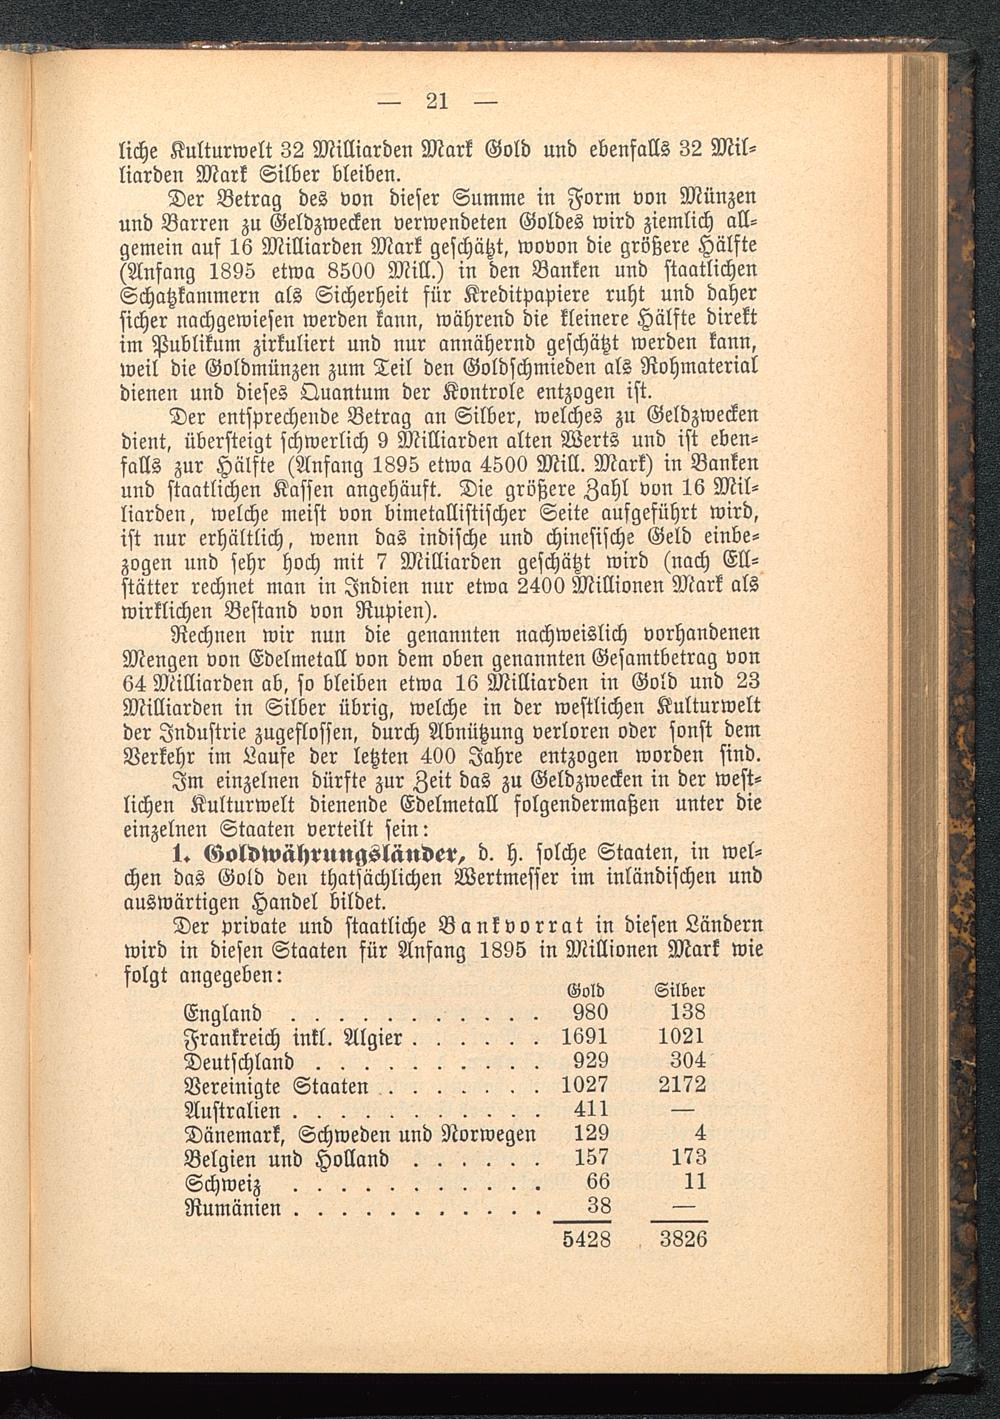 — 21 —
liche Kulturwelt 32 Milliarden Mark Gold und ebenfalls 32 Mil-
liarden Mark Silber bleiben.
Der Betrag des von dieser Summe in Form von Münzen
und Barren zu Geldzwecken verwendeten Goldes wird ziemlich all-
gemein auf 16 Milliarden Mark geschätzt, wovon die größere Hälfte
(Anfang 1895 etwa 8500 Mill.) in den Banken und staatlichen
Schatzkammern als Sicherheit für Kreditpapiere ruht und daher
sicher nachgewiesen werden kann, während die kleinere Hälfte direkt
im Publikum zirkuliert und nur annähernd geschätzt werden kann,
weil die Goldmünzen zum Teil den Goldschmieden als Rohmaterial
dienen und dieses Quantum der Kontrole entzogen ist.
Der entsprechende Betrag an Silber, welches zu Geldzwecken
dient, übersteigt schwerlich 9 Milliarden alten Werts und ist eben-
falls zur Hälfte (Anfang 1895 etwa 4500 Mill. Mark) in Banken
und staatlichen Kassen angehäuft. Die größere Zahl von 16 Mil-
liarden, welche meist von bimetallistischer Seite aufgeführt wird,
ist nur erhältlich, wenn das indische und chinesische Geld einbe-
zogen und sehr hoch mit 7 Milliarden geschätzt wird (nach Ell-
stätter rechnet man in Indien nur etwa 2400 Millionen Mark als
wirklichen Bestand von Rupien).
Rechnen wir nun die genannten nachweislich vorhandenen
Mengen von Edelmetall von dem oben genannten Gesamtbetrag von
64 Milliarden ab, so bleiben etwa 16 Milliarden in Gold und 23
Milliarden in Silber übrig, welche in der westlichen Kulturwelt
der Industrie zugeflossen, durch Abnützung verloren oder sonst dem
Verkehr im Laufe der letzten 400 Jahre entzogen worden sind.
Im einzelnen dürfte zur Zeit das zu Geldzwecken in der west-
lichen Kulturwelt dienende Edelmetall folgendermaßen unter die
einzelnen Staaten verteilt sein:
1. Goldwährungsländer, d. h. solche Staaten, in wel-
chen das Gold den thatsächlichen Wertmesser im inländischen und
auswärtigen Handel bildet.
Der private und staatliche Bankvorrat in diesen Ländern
wird in diesen Staaten für Anfang 1895 in Millionen Mark wie
folgt angegeben:
Gold Silber
England . . . . . . . . . . . 980 138
Frankreich inkl. Algier . . . . . . 1691 1021
Deutschland . . . . . . . . . . 929 304
Vereinigte Staaten . . . . . . . 1027 2172
Australien . . . . . . . . . . . 411 —
Dänemark, Schweden und Norwegen 129 4
Belgien und Holland . . . . . . 157 173
Schweiz . . . . . . . . . . . 66 11
Rumänien . . . . . . . . . . . 38 —
5428 3826